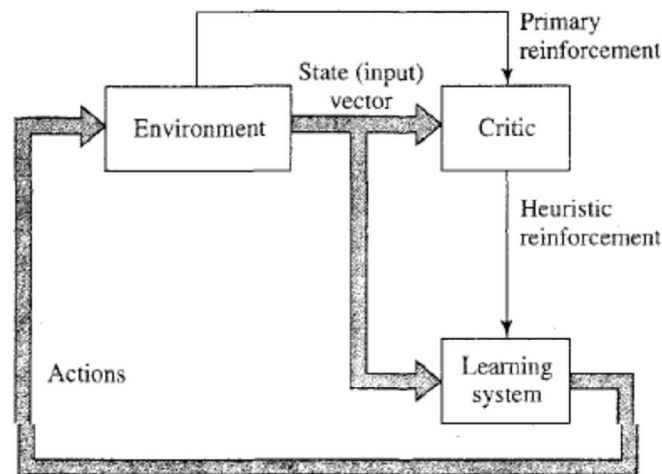 Primary
reinforcement
State (input)
vector
Environment
Critic
Heuristic
reinforcement
Actions
Learning
system